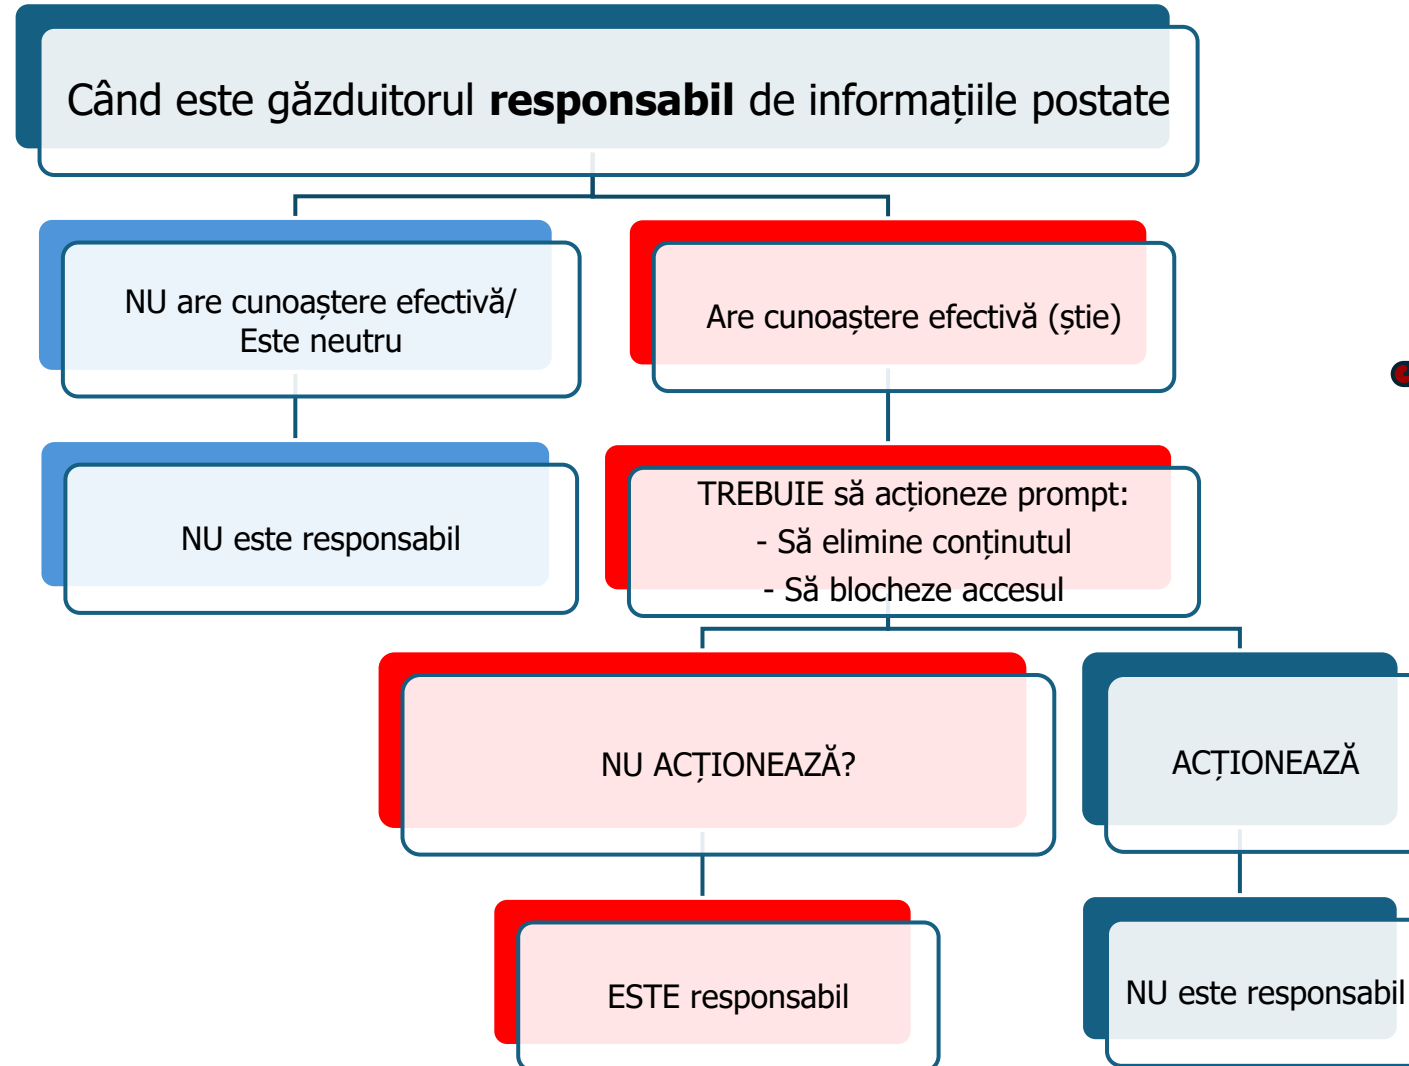 Când este găzduitorul responsabil de informațiile postate
NU are cunoaștere efectivă/
Este neutru
Are cunoaștere efectivă (știe)
NU este responsabil
TREBUIE să acționeze prompt:
- Să elimine conținutul
- Să blocheze accesul
NU ACȚIONEAZĂ?
ACȚIONEAZĂ
ESTE responsabil
NU este responsabil